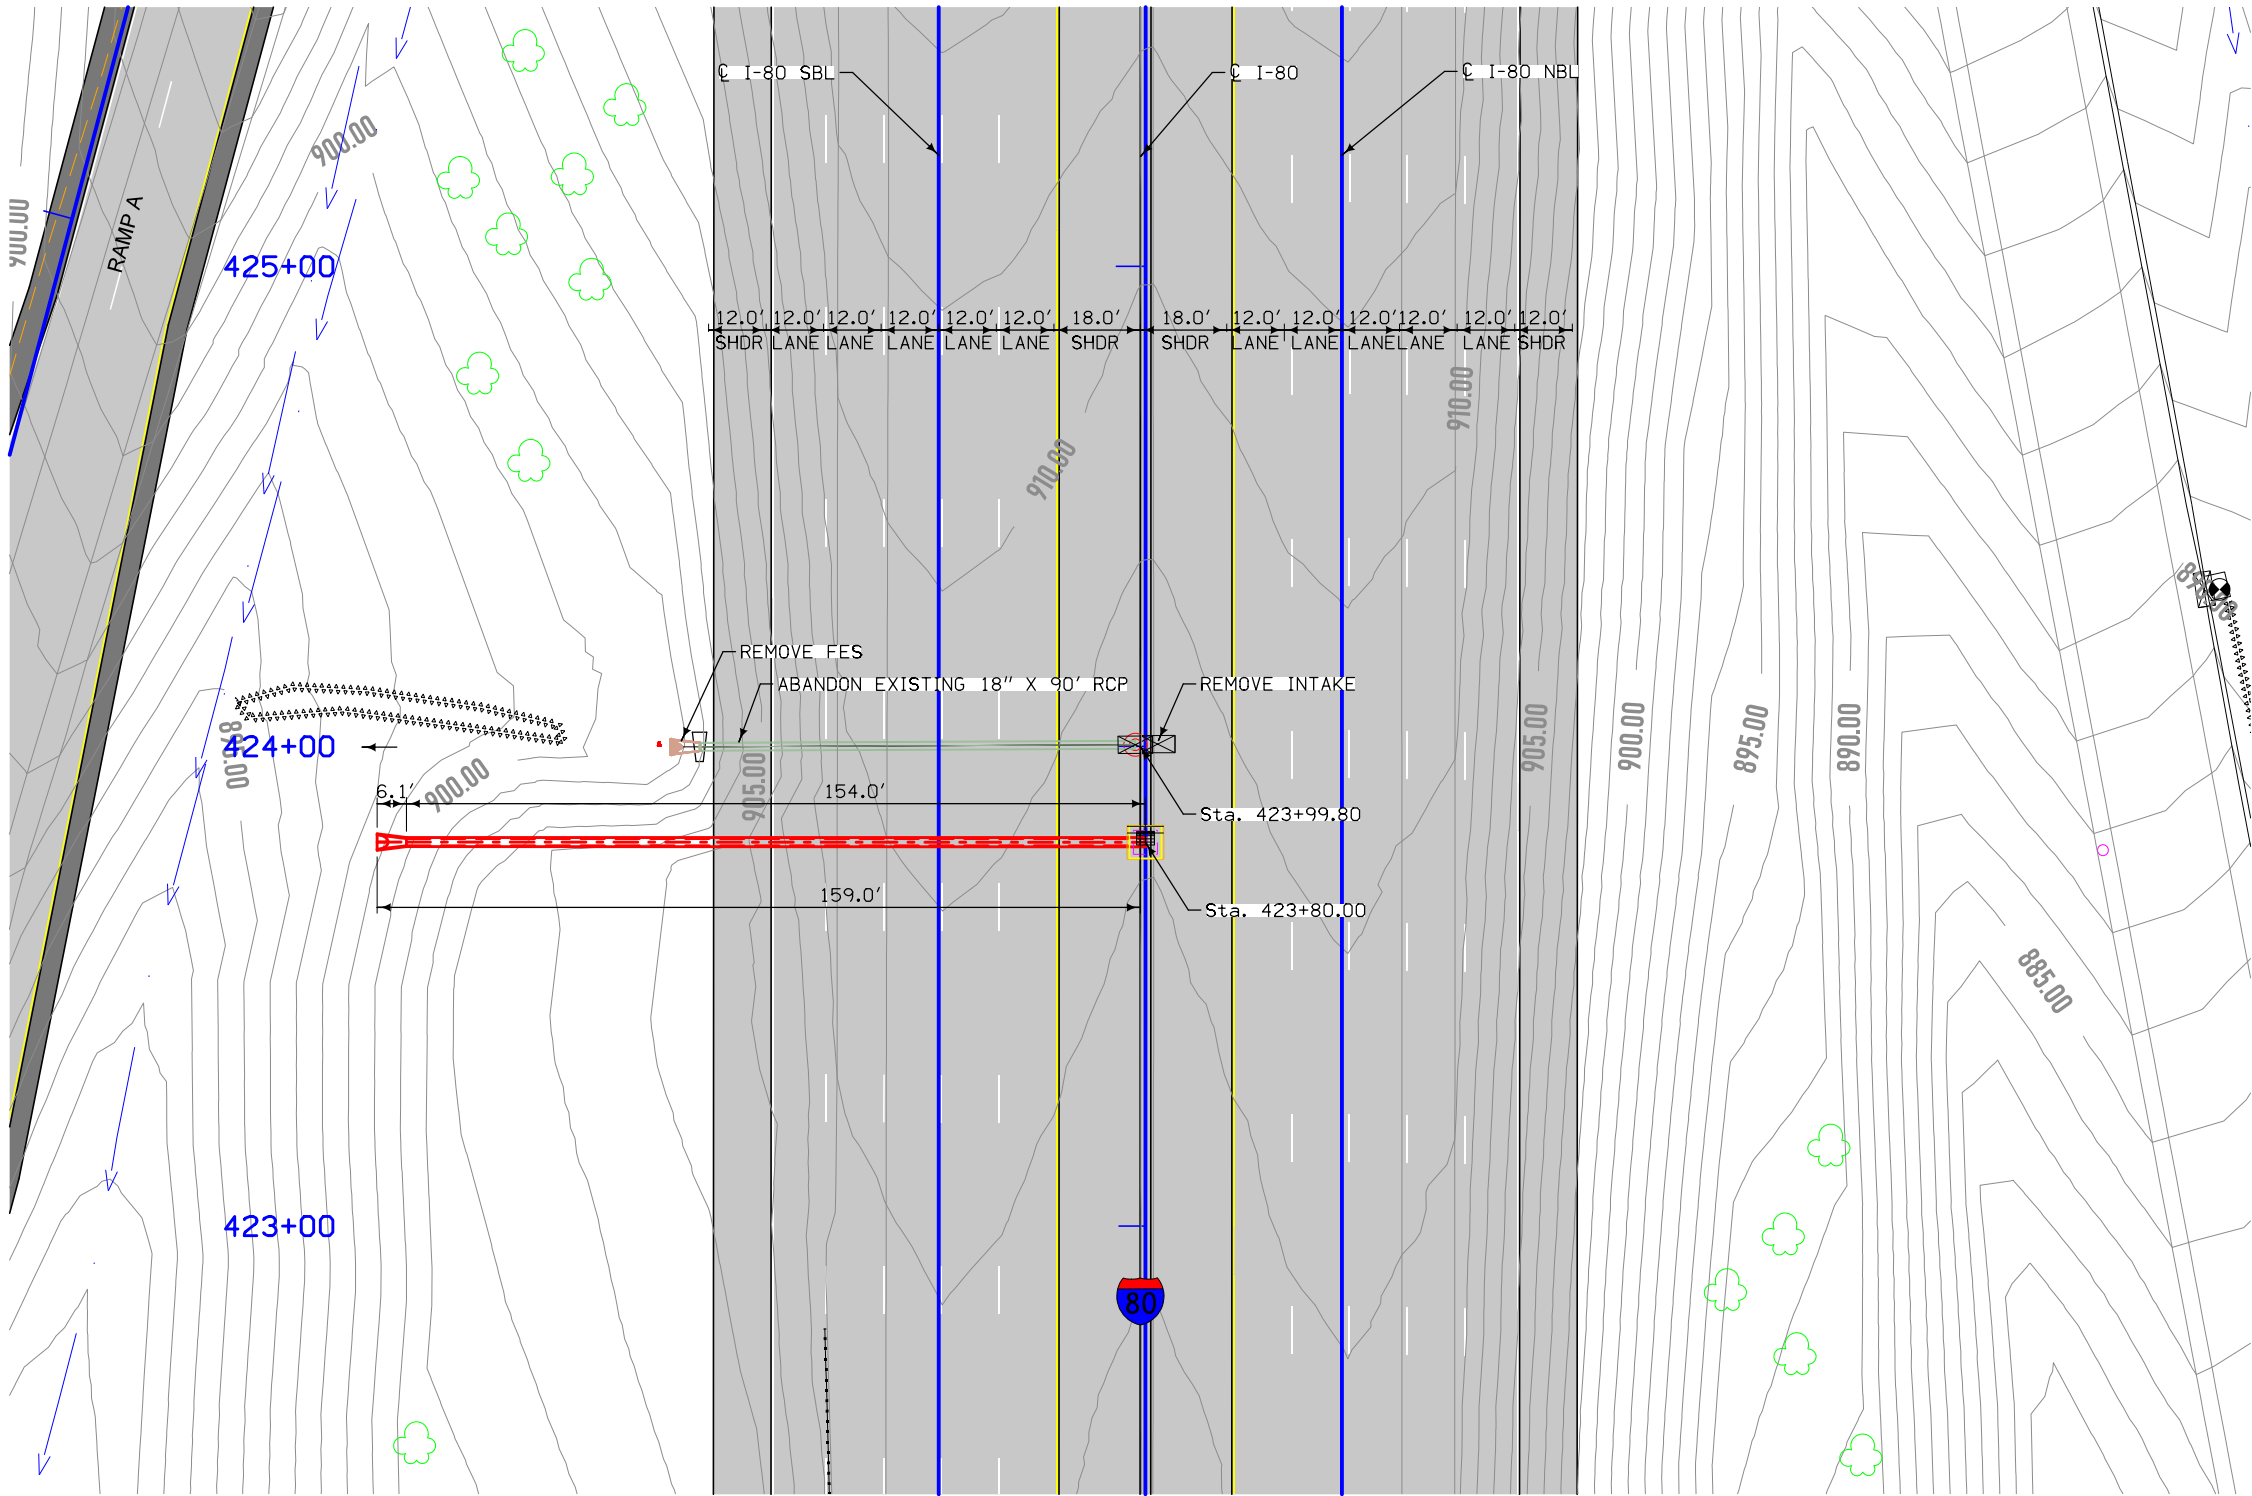 ℄ I-80 SBL
℄ I-80
℄ I-80 NBL
900.00
900.00
RAMP A
425+00
12.0' 12.0' 12.0' 12.0' 12.0' 12.0' 18.0' 18.0' 12.0' 12.0' 12.0' 12.0' 12.0' 12.0'
SHDR LANE LANE LANE LANE LANE SHDR SHDR LANE LANE LANE LANE LANE SHDR
910.00
910.00
REMOVE FES
ABANDON EXISTING 18" X 90' RCP
REMOVE INTAKE
895.00
424+00
900.00
905.00
905.00
900.00
895.00
890.00
6.1'
154.0'
Sta. 423+99.80
159.0'
Sta. 423+80.00
885.00
423+00
80